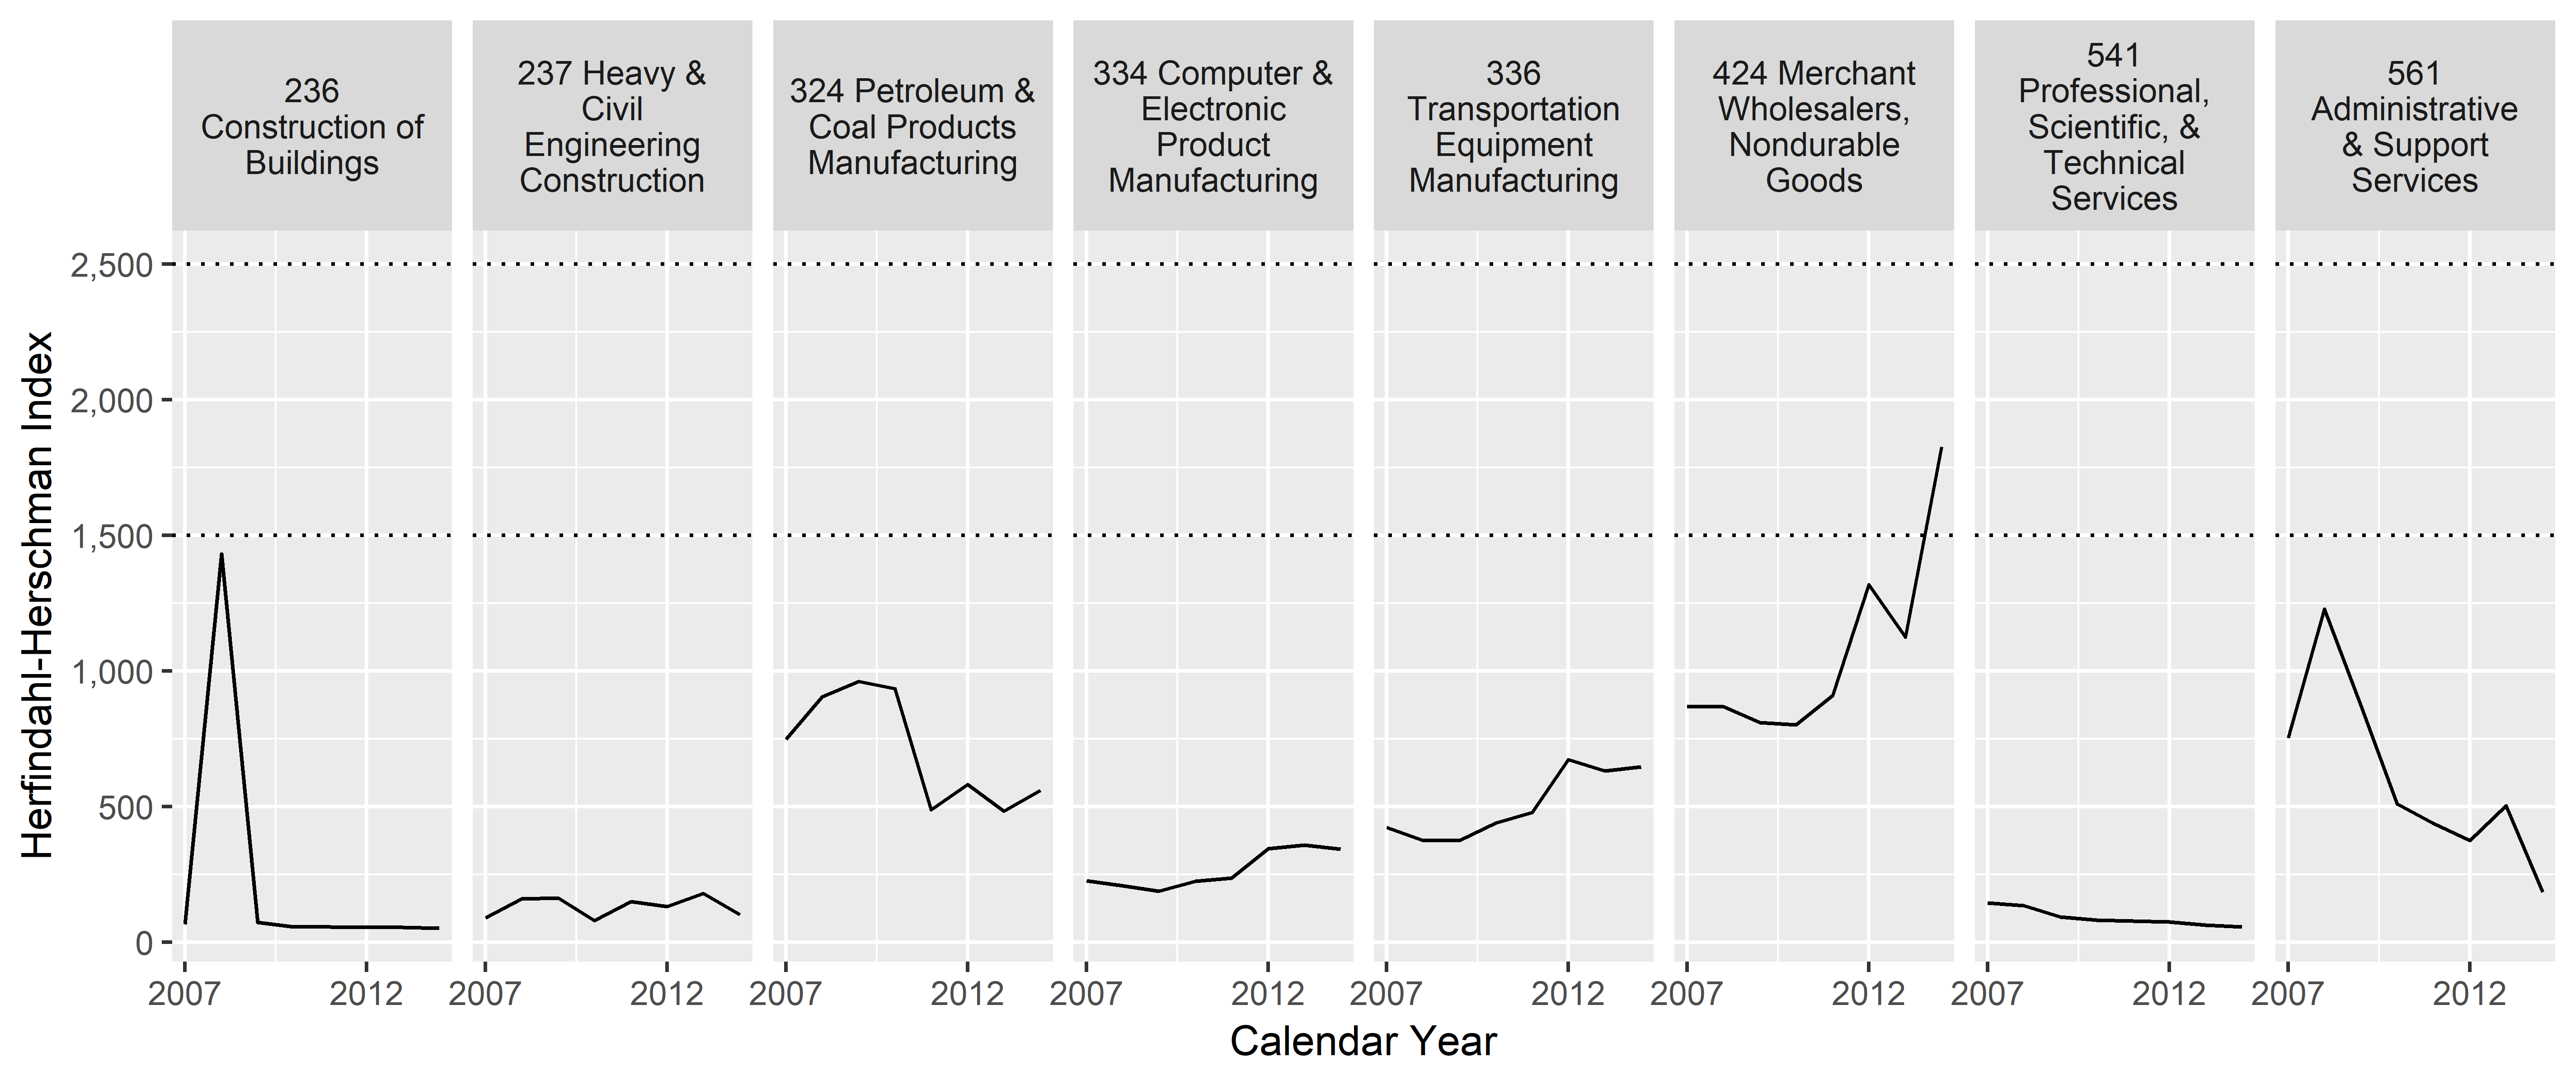 236
Construction of
Buildings
237 Heavy &
Civil
Engineering
Construction
324 Petroleum &
Coal Products
Manufacturing
334 Computer &
Electronic
Product
Manufacturing
336
Transportation
Equipment
Manufacturing
424 Merchant
Wholesalers,
Nondurable
Goods
541
Professional,
Scientific, &
Technical
Services
561
Administrative
& Support
Services
Herfindahl-Herschman Index
2,500
2,000
1,500
1,000
500
0
2007 2012 2007 2012 2007 2012 2007 2012 2007 2012 2007 2012 2007 2012 2007 2012
Calendar Year